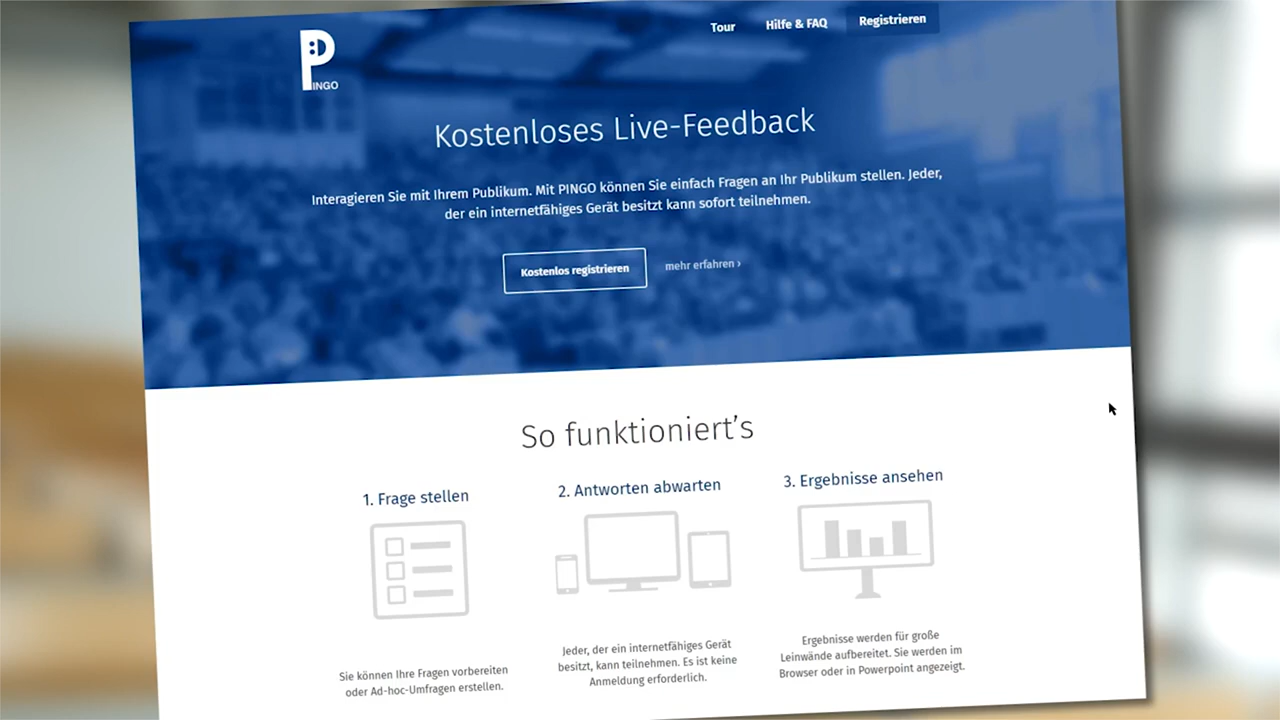 PINGO
Tour Hilfe & FAQ Registrieren
Kostenloses Live-Feedback
Interagieren Sie mit Ihrem Publikum. Mit PINGO können Sie einfach Fragen an Ihr Publikum stellen. Jeder,
der ein internetfähiges Gerät besitzt kann sofort teilnehmen.
Kostenlos registrieren mehr erfahren ›
So funktioniert’s
1. Frage stellen
Sie können Ihre Fragen vorbereiten
oder Ad-hoc-Umfragen erstellen.
2. Antworten abwarten
Jeder, der ein internetfähiges Gerät
besitzt, kann teilnehmen. Es ist keine
Anmeldung erforderlich.
3. Ergebnisse ansehen
Ergebnisse werden für große
Leinwände aufbereitet. Sie werden im
Browser oder in Powerpoint angezeigt.